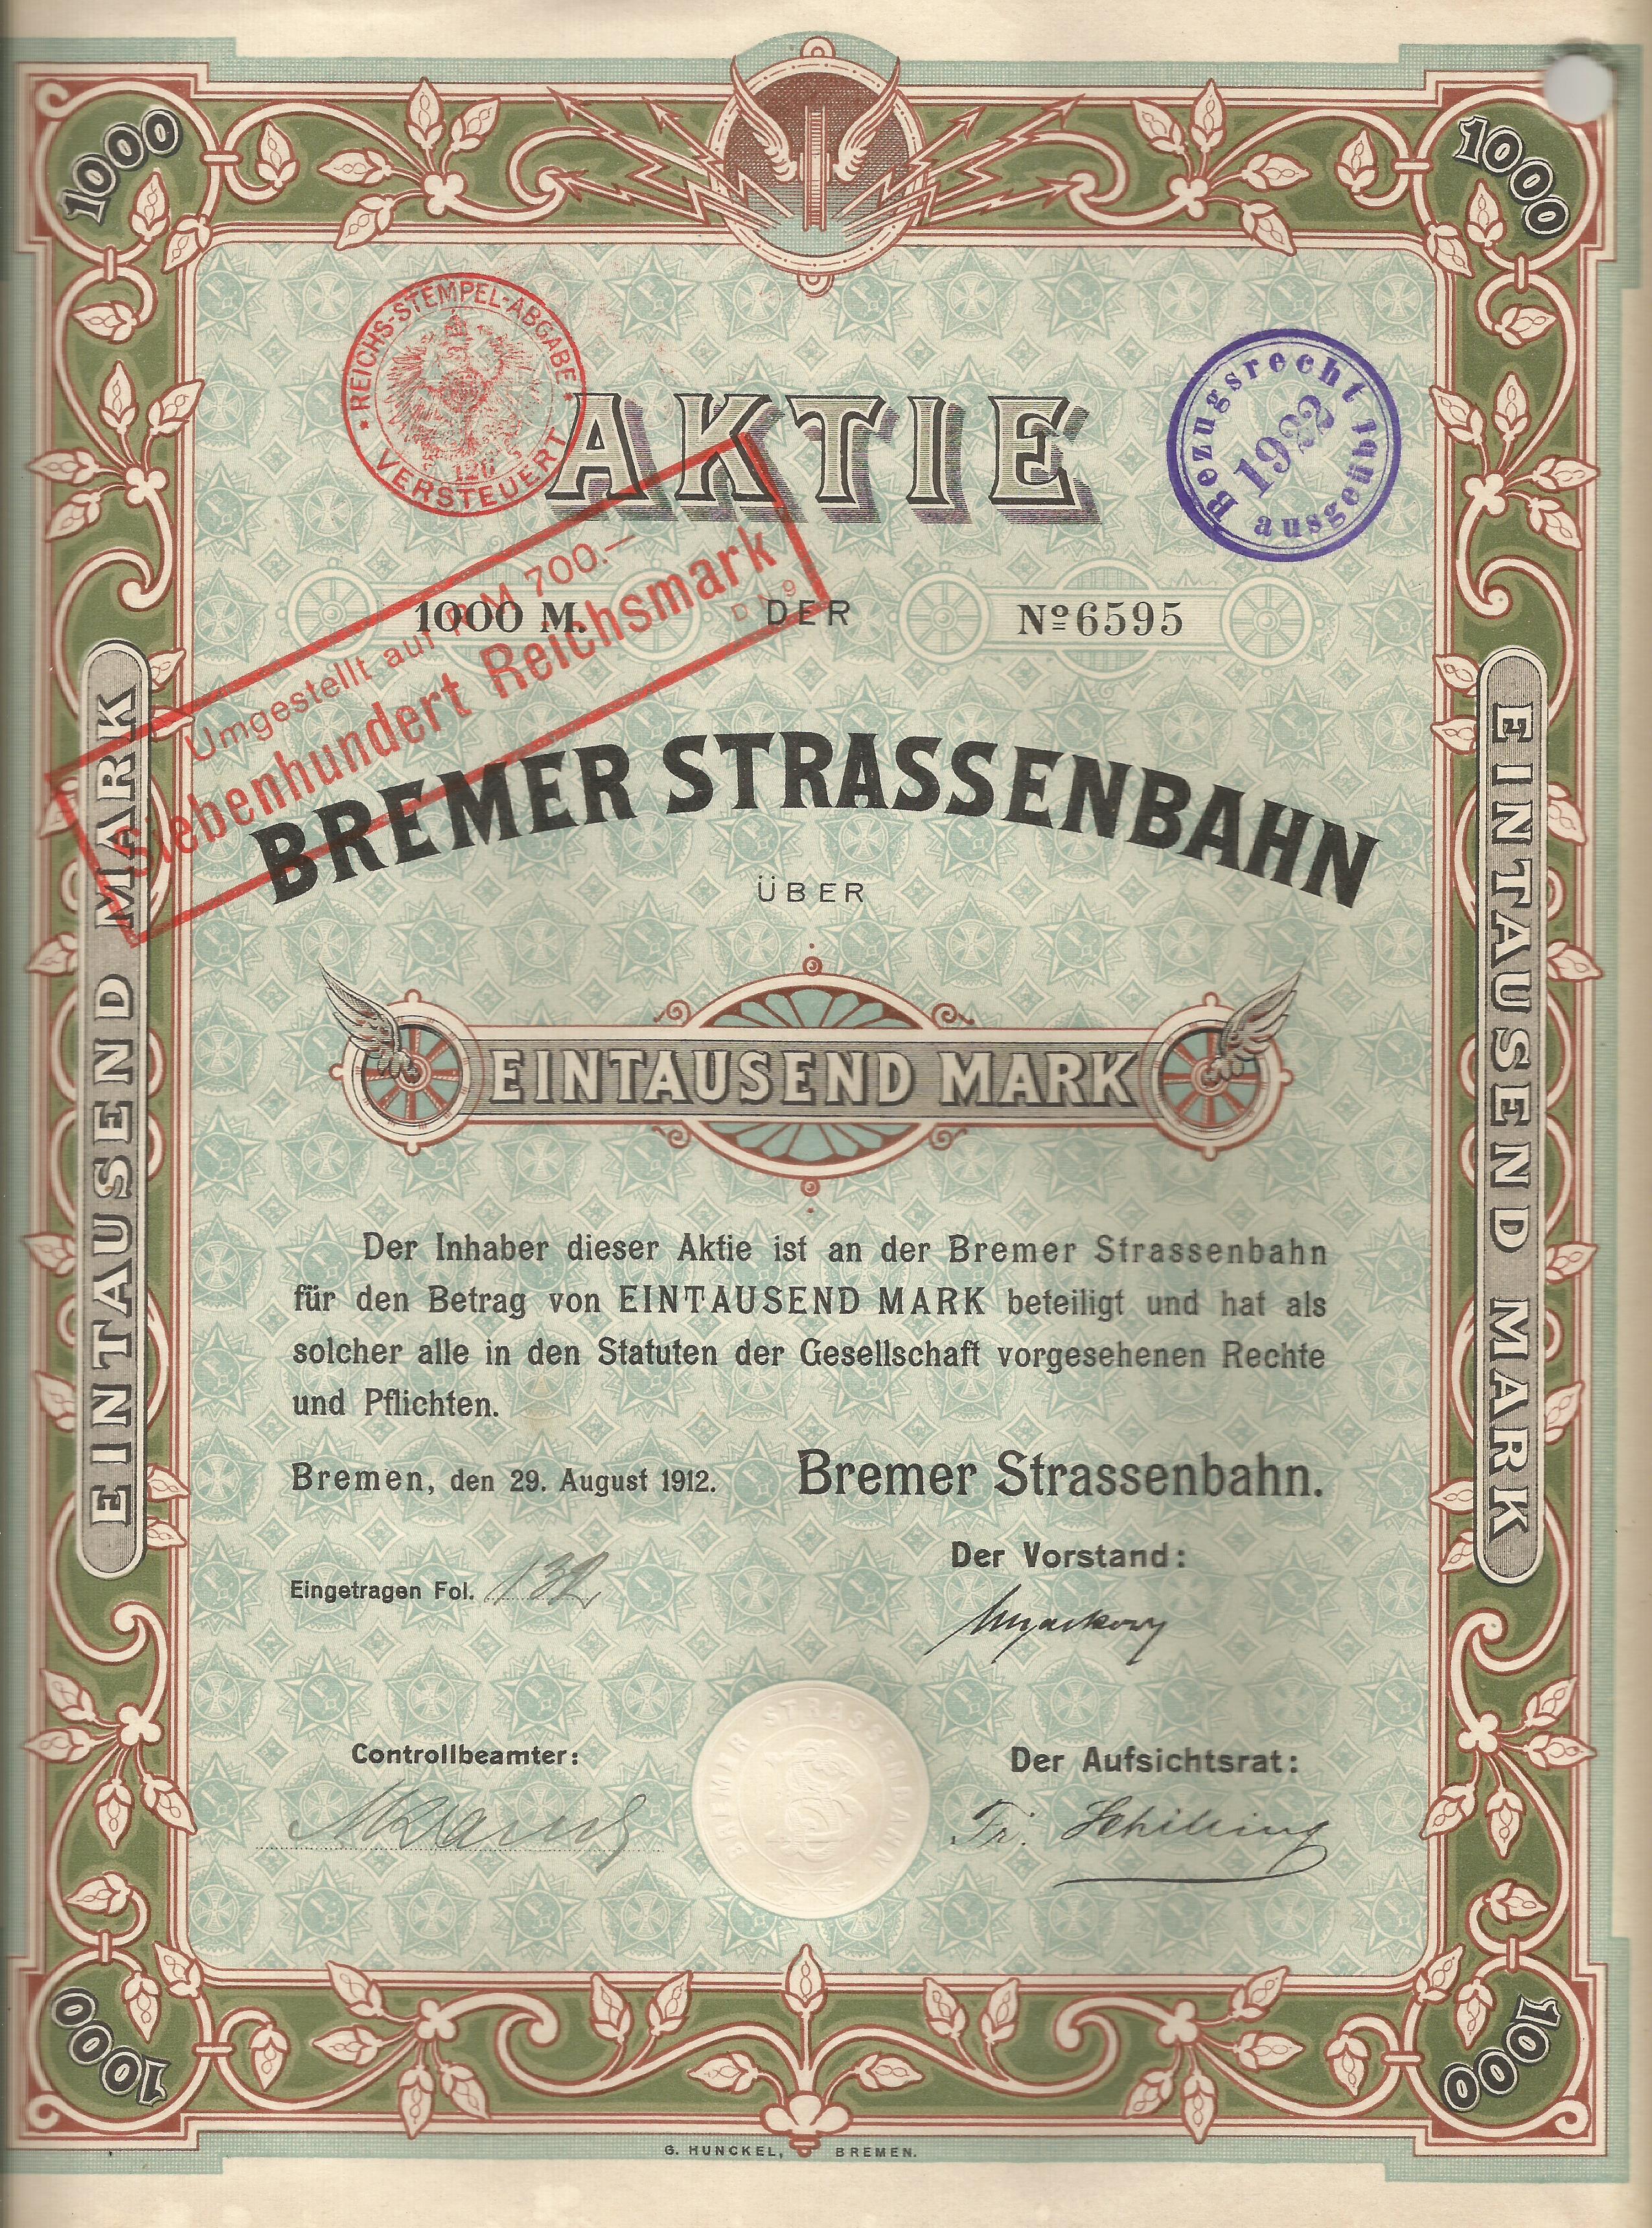 1000
1000
REICHS-STEMPEL-ABGABE
VERSTEUERT
AKTIE
Bezugsrecht 1922 ausgeübt
Umgestellt auf RM 700.—
Siebenhundert Reichsmark
1000 M. DER Nº 6595
BREMER STRASSENBAHN
ÜBER
EINTAUSEND MARK
EINTAUSEND MARK
EINTAUSEND MARK
Der Inhaber dieser Aktie ist an der Bremer Strassenbahn
für den Betrag von EINTAUSEND MARK beteiligt und hat als
solcher alle in den Statuten der Gesellschaft vorgesehenen Rechte
und Pflichten.
Bremen, den 29. August 1912. Bremer Strassenbahn.
Der Vorstand:
Eingetragen Fol. 132
Controllbeamter: Der Aufsichtsrat:
BREMER STRASSENBAHN
Fr. Schilling
1000
1000
G. HUNCKEL, BREMEN.